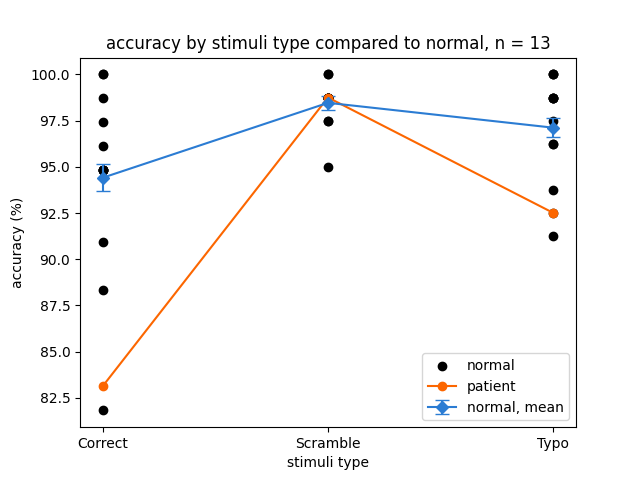 accuracy by stimuli type compared to normal, n = 13
100.0
97.5
95.0
92.5
90.0
87.5
85.0
82.5
accuracy (%)
normal
patient
normal, mean
Correct Scramble Typo
stimuli type